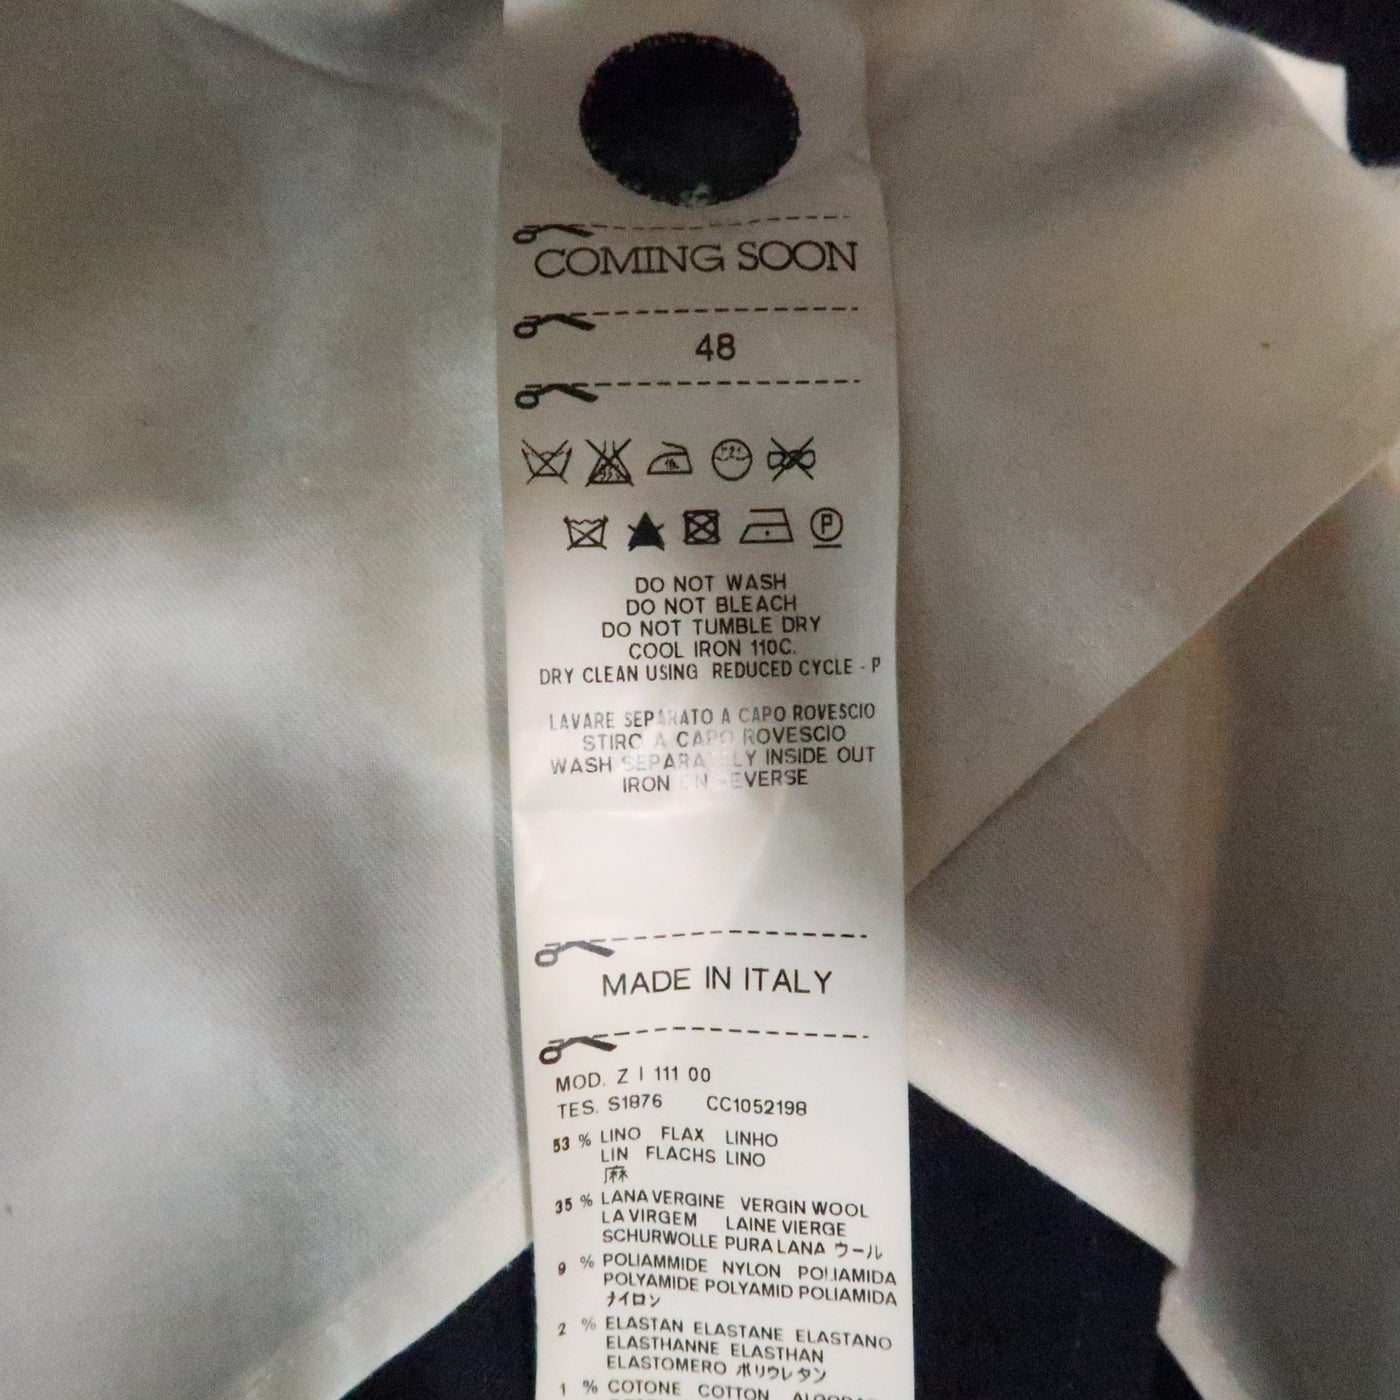 COMING SOON
48
DO NOT WASH
DO NOT BLEACH
DO NOT TUMBLE DRY
COOL IRON 110C.
DRY CLEAN USING REDUCED CYCLE - P
LAVARE SEPARATO A CAPO ROVESCIO
STIRO A CAPO ROVESCIO
WASH SEPARATELY INSIDE OUT
IRON ON REVERSE
MADE IN ITALY
MOD. Z I 111 00
TES. S1876 CC1052198
53 % LINO FLAX LINHO
LIN FLACHS LINO
麻
35 % LANA VERGINE VERGIN WOOL
LA VIRGEM LAINE VIERGE
SCHURWOLLE PURA LANA ウール
9 % POLIAMMIDE NYLON POLIAMIDA
POLYAMIDE POLYAMID POLIAMIDA
ナイロン
2 % ELASTAN ELASTANE ELASTANO
ELASTHANNE ELASTHAN
ELASTOMERO ポリウレタン
1 % COTONE COTTON